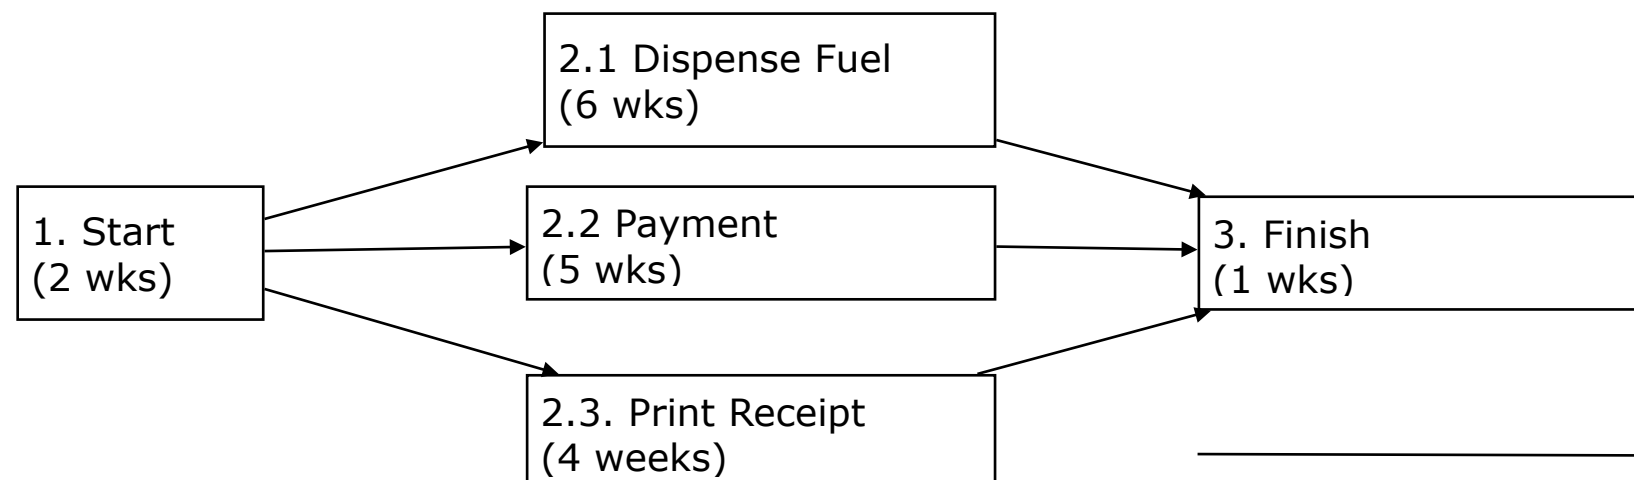 2.1 Dispense Fuel
(6 wks)
1. Start
(2 wks)
2.2 Payment
(5 wks)
3. Finish
(1 wks)
2.3. Print Receipt
(4 weeks)